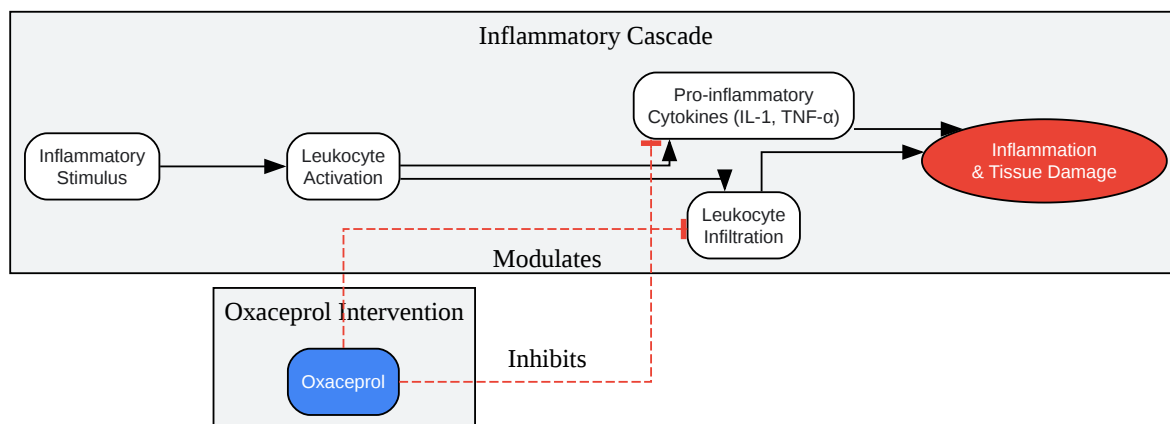 Inflammatory Cascade
Pro-inflammatory
Cytokines (IL-1, TNF-α)
Inflammatory
Stimulus
Leukocyte
Activation
Inflammation
& Tissue Damage
Leukocyte
Infiltration
Modulates
Oxaceprol Intervention
Inhibits
Oxaceprol